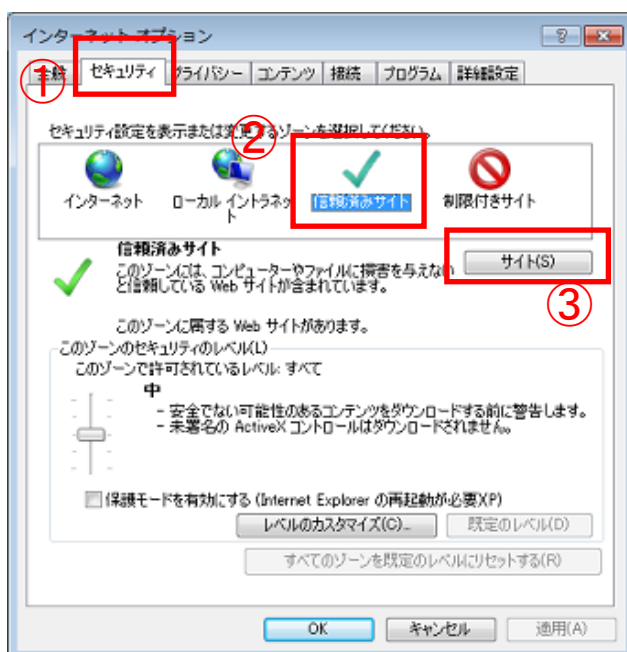 インターネット オプション
①
全般 セキュリティ プライバシー コンテンツ 接続 プログラム 詳細設定
セキュリティ設定を表示または変更するゾーンを選択してください。
②
インターネット ローカル イントラネット 信頼済みサイト 制限付きサイト
信頼済みサイト
サイト(S)
このゾーンには、コンピューターやファイルに損害を与えない
と信頼している Web サイトが含まれています。
③
このゾーンに属する Web サイトがあります。
このゾーンのセキュリティのレベル(L)
このゾーンで許可されているレベル: すべて
中
- 安全でない可能性のあるコンテンツをダウンロードする前に警告します。
- 未署名の ActiveX コントロールはダウンロードされません。
保護モードを有効にする (Internet Explorer の再起動が必要)(P)
レベルのカスタマイズ(C)... 既定のレベル(D)
すべてのゾーンを既定のレベルにリセットする(R)
OK キャンセル 適用(A)